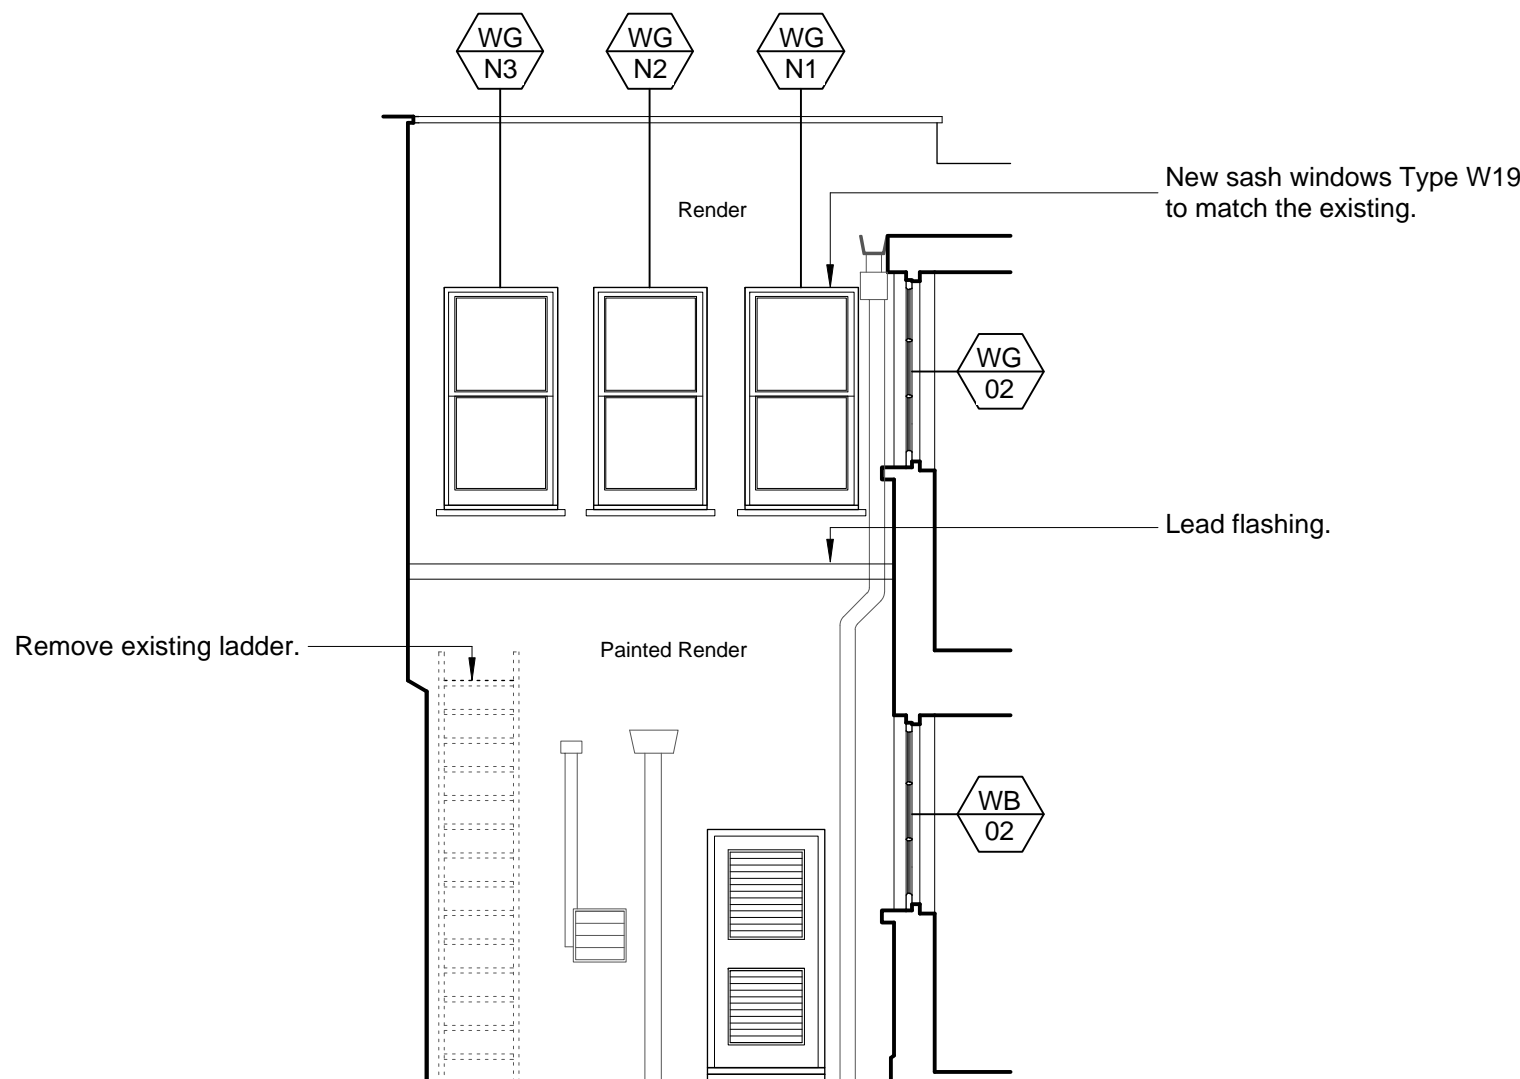 WG
N3
WG
N2
WG
N1
New sash windows Type W19
to match the existing.
Render
WG
02
Lead flashing.
Remove existing ladder.
Painted Render
WB
02